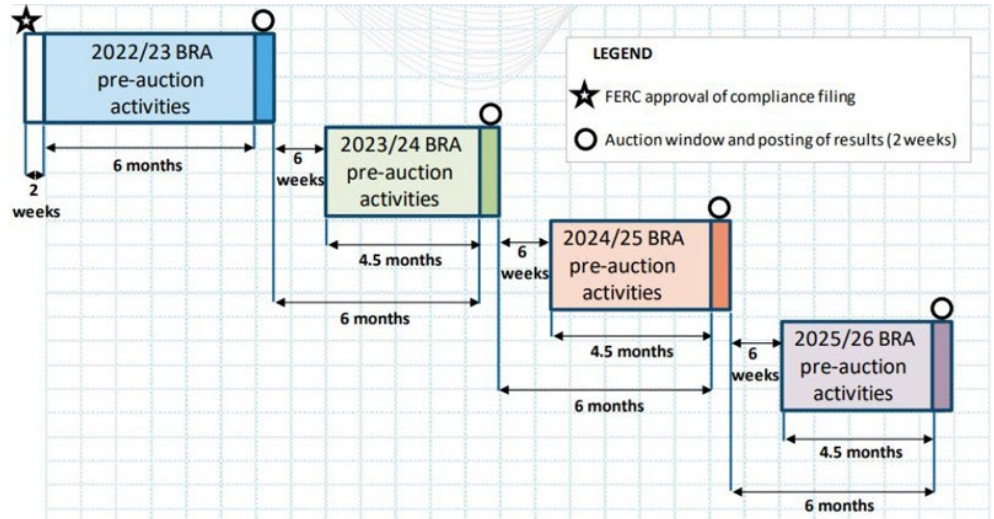 2022/23 BRA
pre-auction
activities
6 months
2
weeks
6
weeks
2023/24 BRA
pre-auction
activities
4.5 months
6 months
6
weeks
2024/25 BRA
pre-auction
activities
4.5 months
6 months
6
weeks
2025/26 BRA
pre-auction
activities
4.5 months
6 months
LEGEND
FERC approval of compliance filing
Auction window and posting of results (2 weeks)